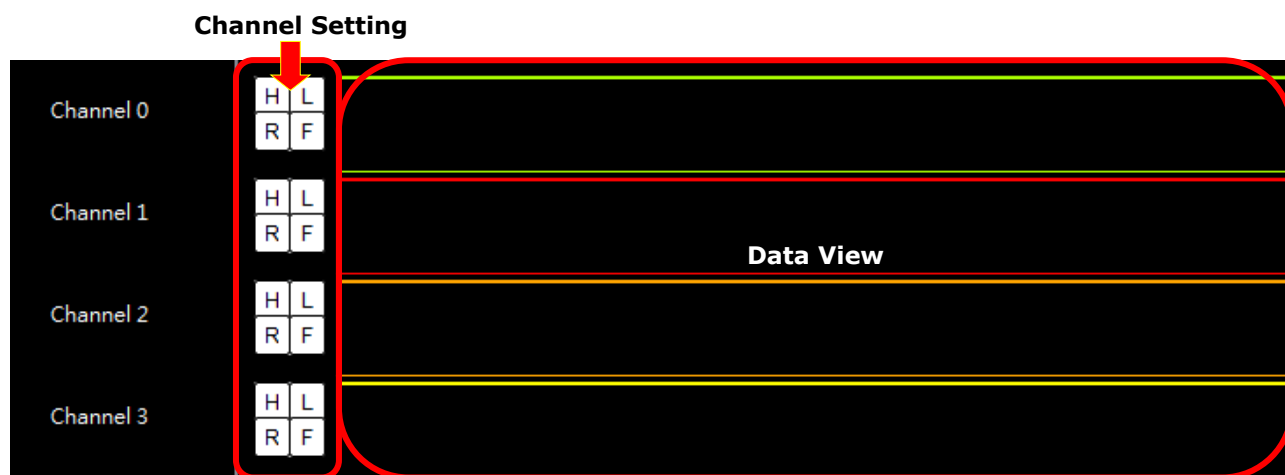 Channel Setting
Channel 0
H L
R F
Channel 1
H L
R F
Data View
Channel 2
H L
R F
Channel 3
H L
R F